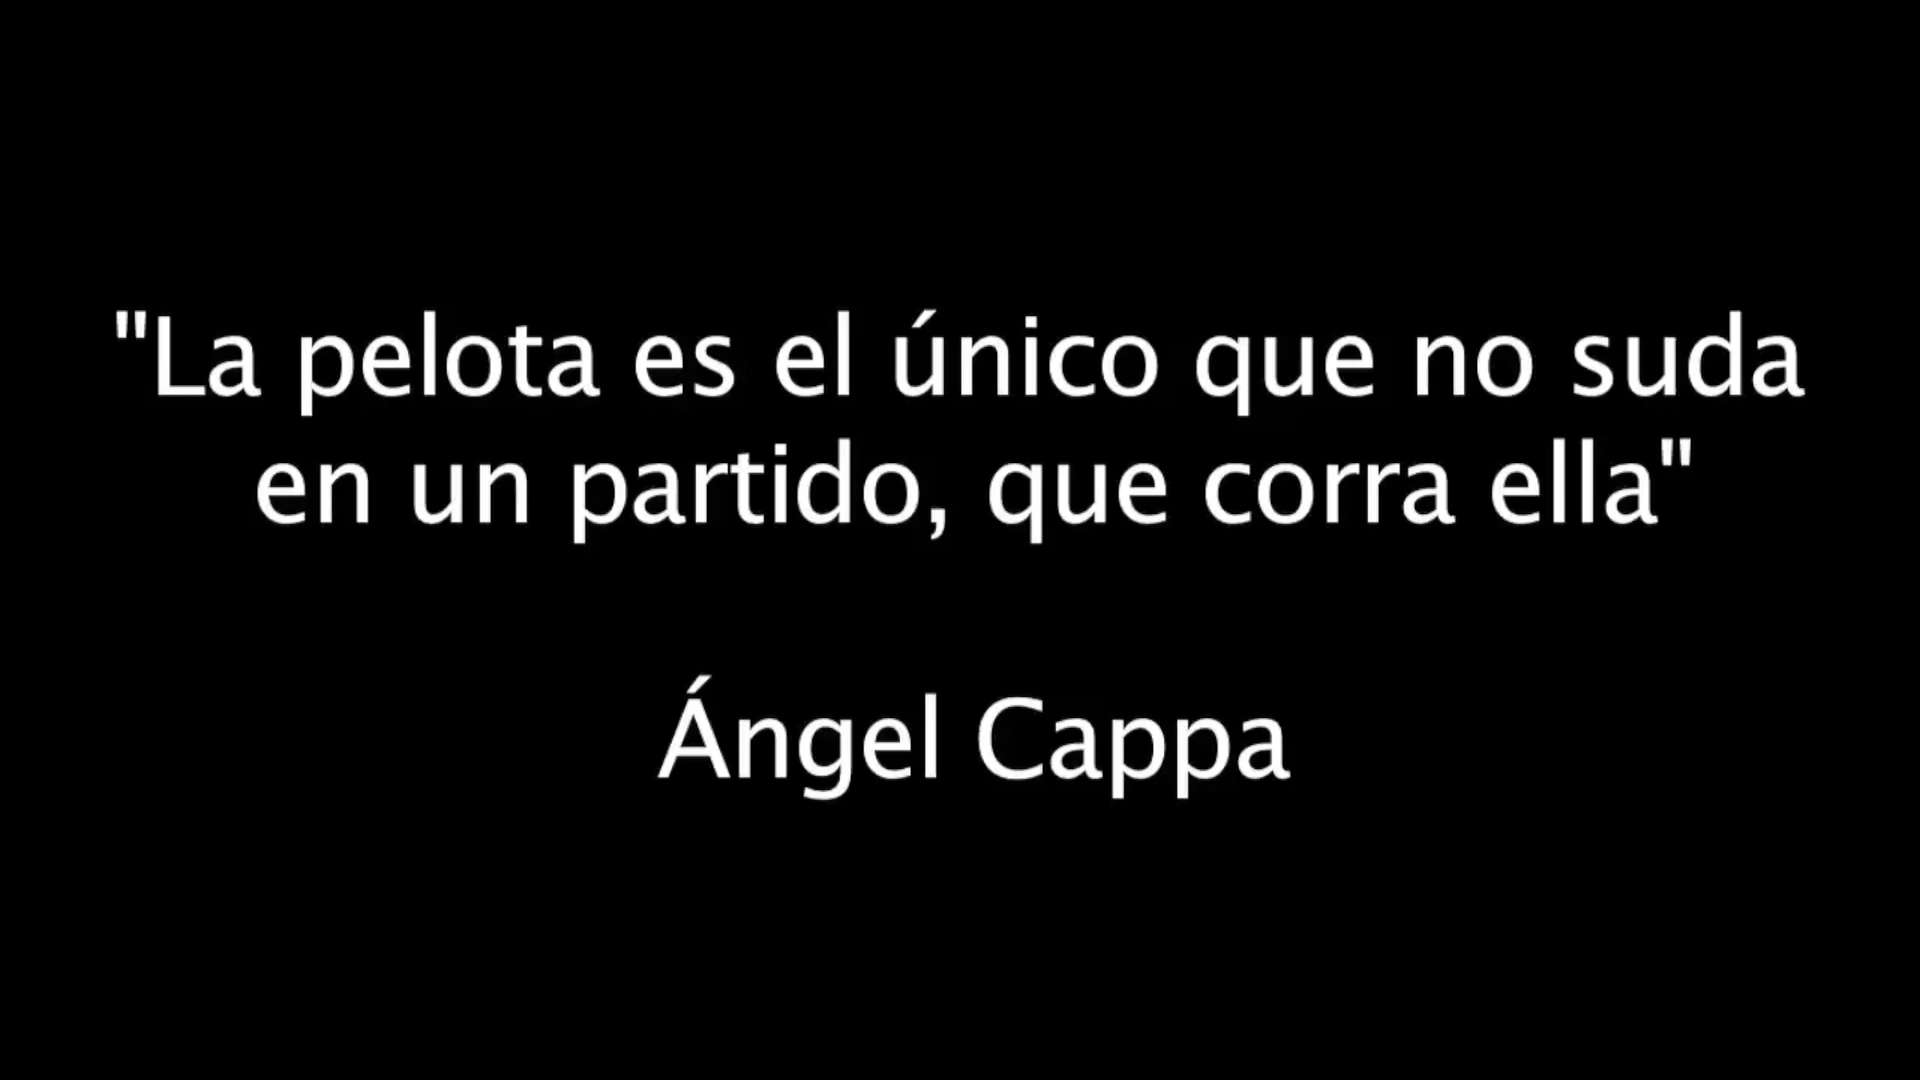 "La pelota es el único que no suda
en un partido, que corra ella"
Ángel Cappa